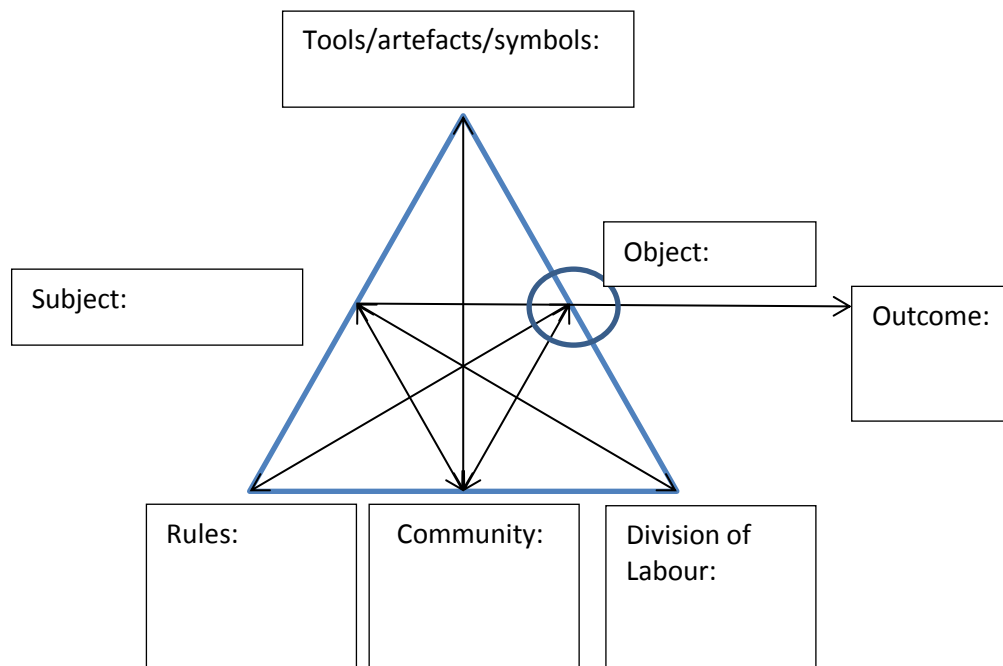 Tools/artefacts/symbols:
Object:
Subject:
Outcome:
Rules:
Community:
Division of
Labour: